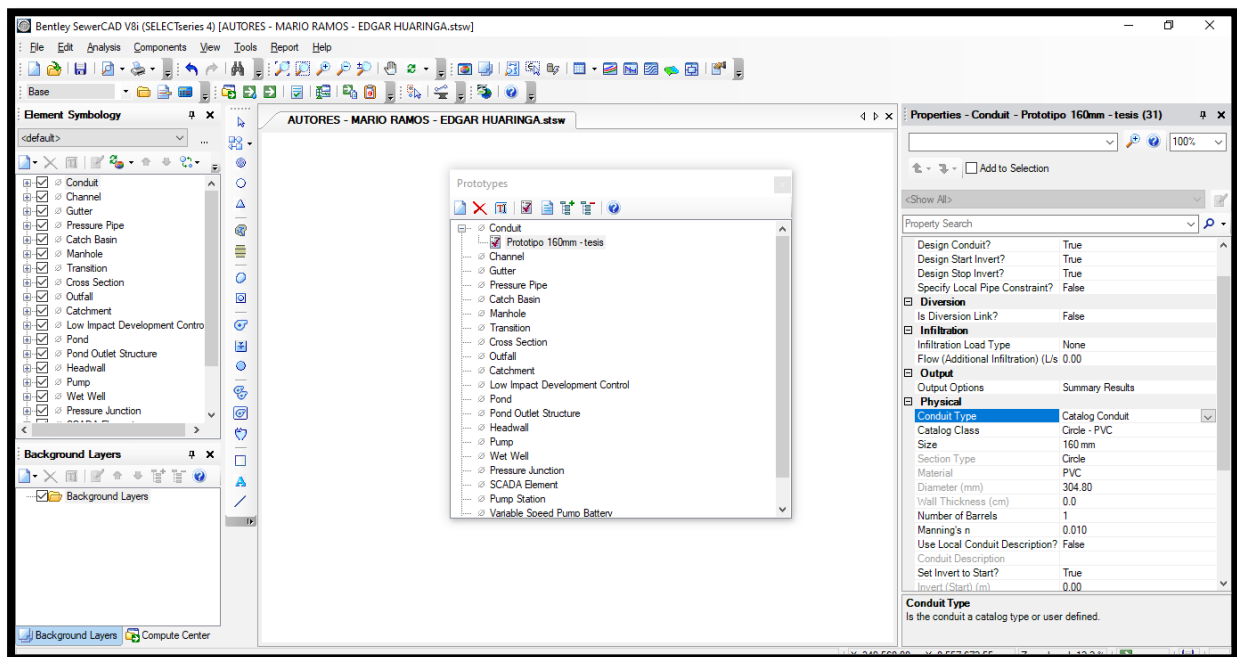 Bentley SewerCAD V8i (SELECTseries 4) [AUTORES - MARIO RAMOS - EDGAR HUARINGA.stsw]
File Edit Analysis Components View Tools Report Help
Base
Element Symbology
<default>
Conduit
Channel
Gutter
Pressure Pipe
Catch Basin
Manhole
Transition
Cross Section
Outfall
Catchment
Low Impact Development Contro
Pond
Pond Outlet Structure
Headwall
Pump
Wet Well
Pressure Junction
Background Layers
Background Layers
Background Layers Compute Center
AUTORES - MARIO RAMOS - EDGAR HUARINGA.stsw
Prototypes
Conduit
Prototipo 160mm - tesis
Channel
Gutter
Pressure Pipe
Catch Basin
Manhole
Transition
Cross Section
Outfall
Catchment
Low Impact Development Control
Pond
Pond Outlet Structure
Headwall
Pump
Wet Well
Pressure Junction
SCADA Element
Pump Station
Variable Speed Pump Battery
Properties - Conduit - Prototipo 160mm - tesis (31)
100%
Add to Selection
<Show All>
Property Search
Design Conduit? True
Design Start Invert? True
Design Stop Invert? True
Specify Local Pipe Constraint? False
Diversion
Is Diversion Link? False
Infiltration
Infiltration Load Type None
Flow (Additional Infiltration) (L/s 0.00
Output
Output Options Summary Results
Physical
Conduit Type Catalog Conduit
Catalog Class Circle - PVC
Size 160 mm
Section Type Circle
Material PVC
Diameter (mm) 304.80
Wall Thickness (cm) 0.0
Number of Barrels 1
Manning's n 0.010
Use Local Conduit Description? False
Conduit Description
Set Invert to Start? True
Invert (Start) (m) 0.00
Conduit Type
Is the conduit a catalog type or user defined.